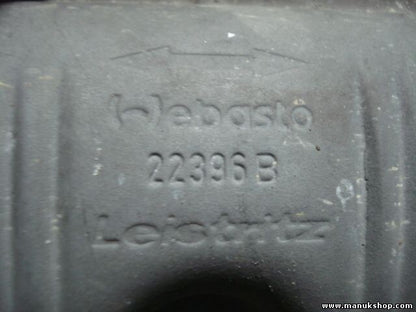 Webasto
22396 B
Leistritz
www.manukshop.com